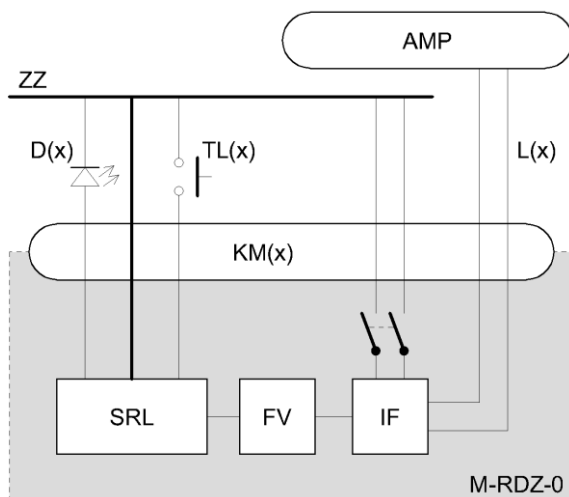 AMP
ZZ
D(x)
TL(x)
L(x)
KM(x)
SRL
FV
IF
M-RDZ-0